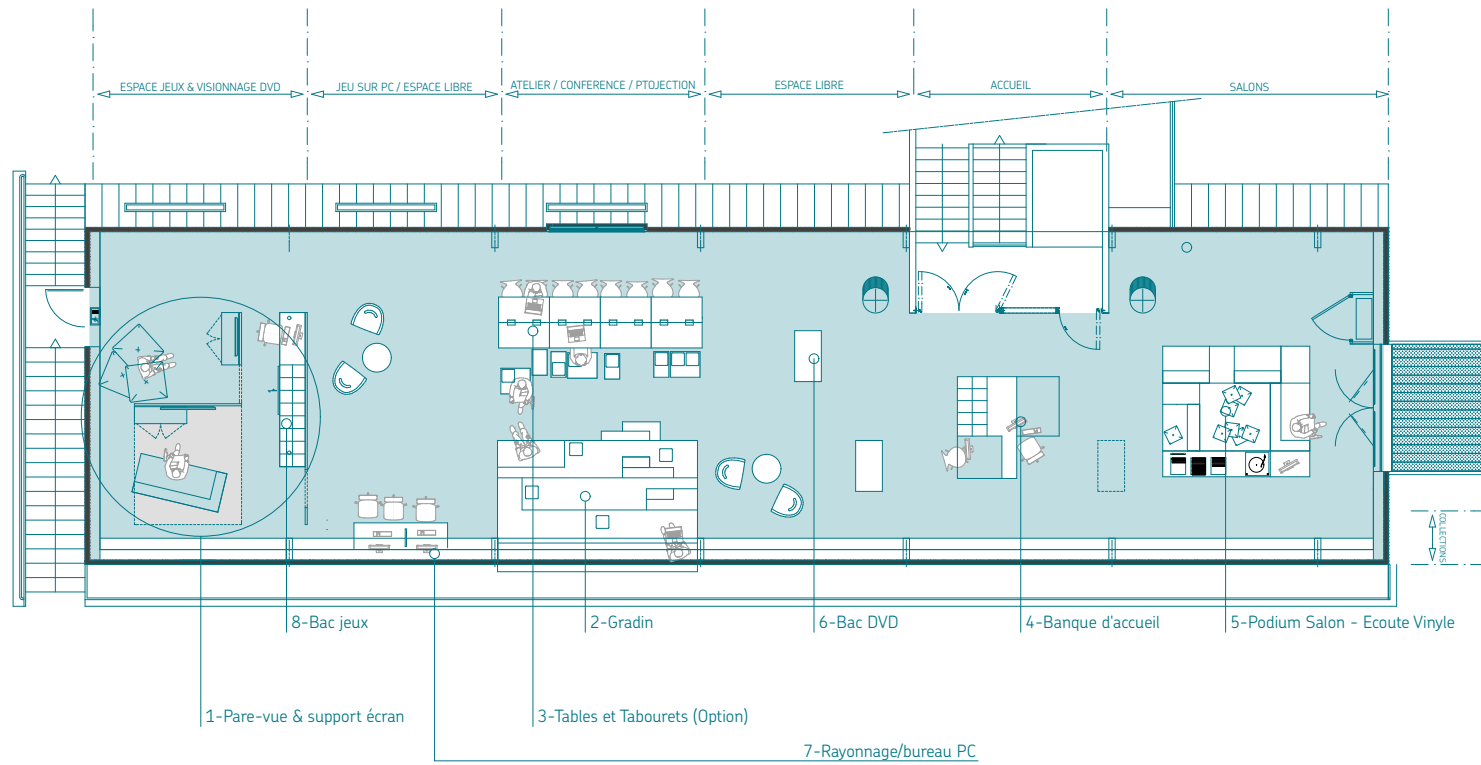 ESPACE JEUX & VISIONNAGE DVD
JEU SUR PC / ESPACE LIBRE
ATELIER / CONFERENCE / PTOJECTION
ESPACE LIBRE
ACCUEIL
SALONS
COLLECTIONS
8-Bac jeux
2-Gradin
6-Bac DVD
4-Banque d'accueil
5-Podium Salon - Ecoute Vinyle
1-Pare-vue & support écran
3-Tables et Tabourets (Option)
7-Rayonnage/bureau PC